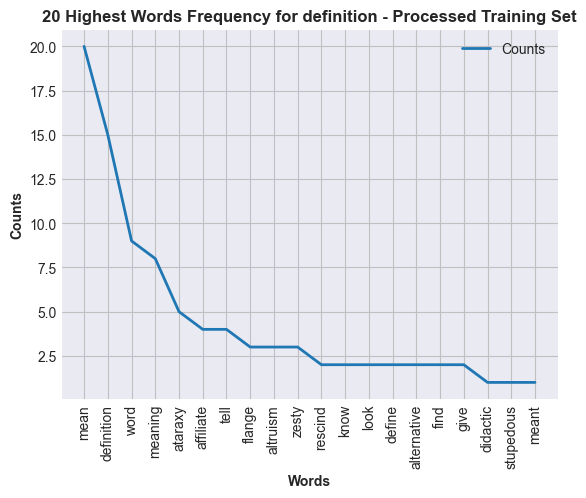 20 Highest Words Frequency for definition - Processed Training Set
Counts
20.0
17.5
15.0
12.5
10.0
7.5
5.0
2.5
Counts
mean
definition
word
meaning
ataraxy
affiliate
tell
flange
altruism
zesty
rescind
know
look
define
alternative
find
give
didactic
stupedous
meant
Words